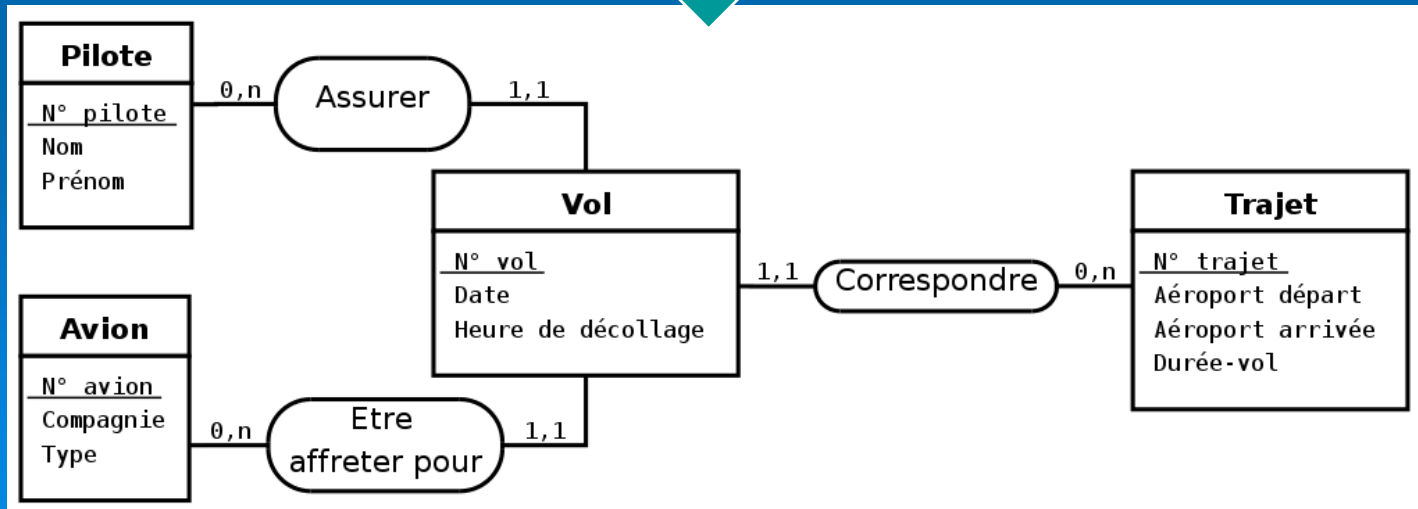 Pilote
N° pilote
Nom
Prénom
0,n
Assurer
1,1
Vol
N° vol
Date
Heure de décollage
1,1
Correspondre
0,n
Trajet
N° trajet
Aéroport départ
Aéroport arrivée
Durée-vol
Avion
N° avion
Compagnie
Type
0,n
Etre
affreter pour
1,1